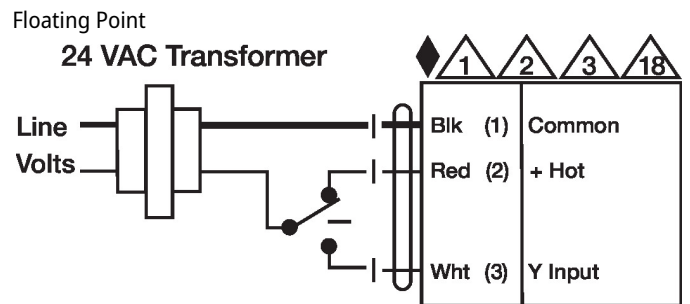 Floating Point
24 VAC Transformer
1 2 3 18
Line
Volts
Blk (1) Common
Red (2) + Hot
Wht (3) Y Input